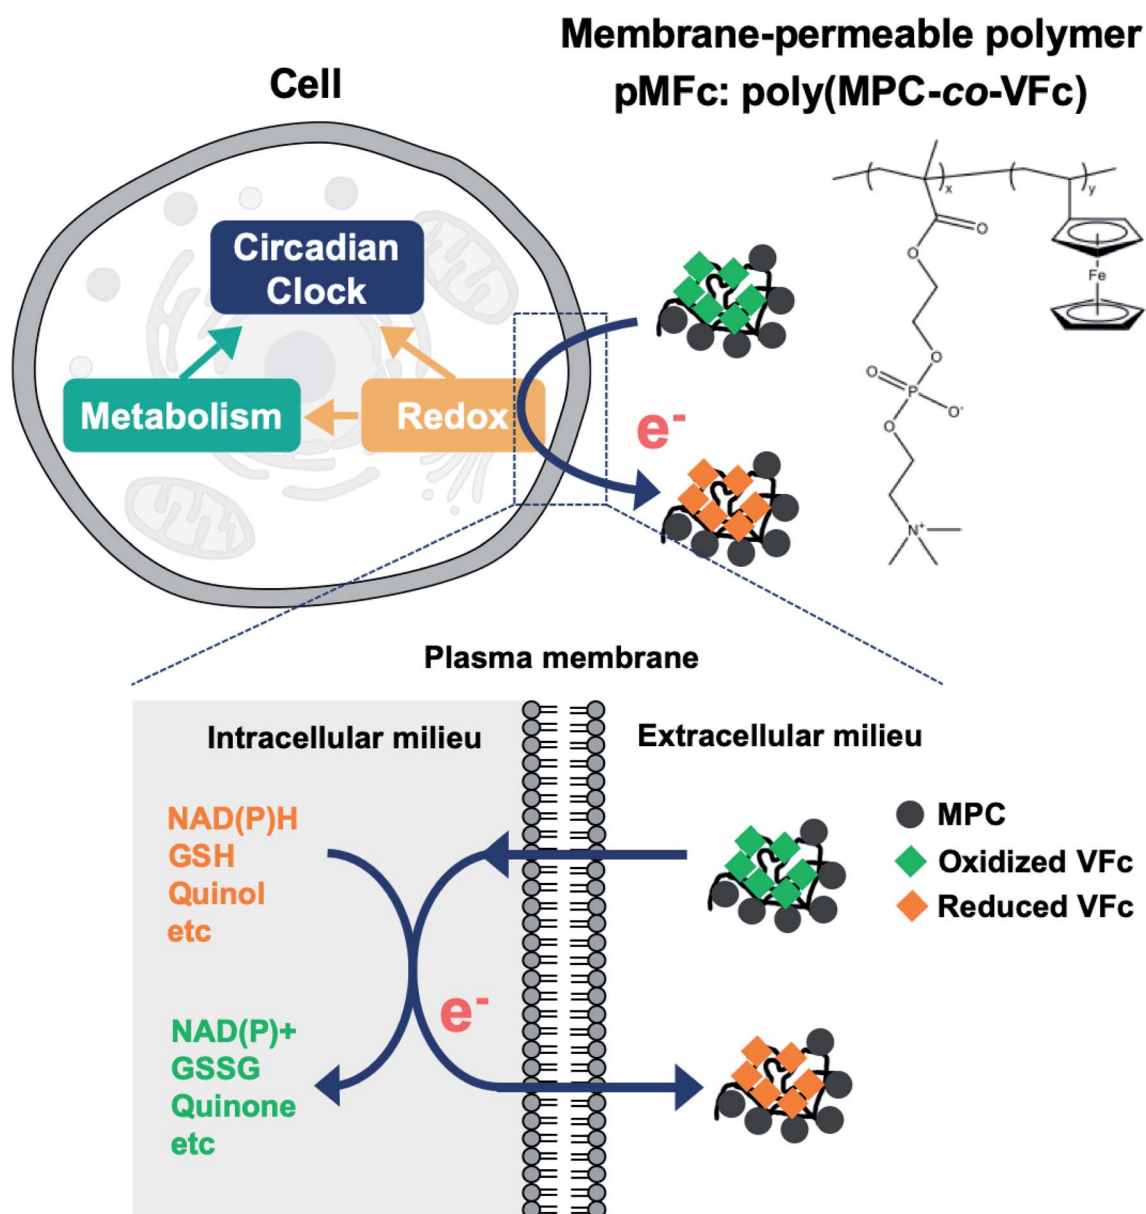 Membrane-permeable polymer
pMFc: poly(MPC-co-VFc)
Cell
Circadian
Clock
Metabolism
Redox
e-
x
y
O
O
Fe
O
O
P
O-
O
N+
Plasma membrane
Intracellular milieu
Extracellular milieu
NAD(P)H
GSH
Quinol
etc
e-
NAD(P)+
GSSG
Quinone
etc
MPC
Oxidized VFc
Reduced VFc